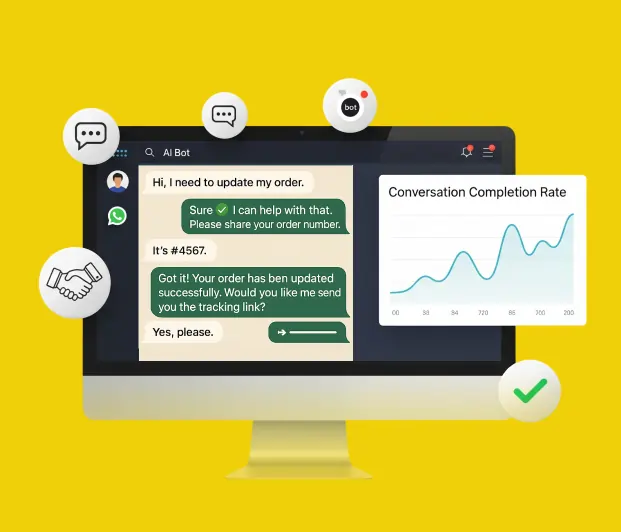 bot
AI Bot
Hi, I need to update my order.
Sure ✅ I can help with that.
Please share your order number.
It's #4567.
Got it! Your order has ben updated
successfully. Would you like me send
you the tracking link?
Yes, please.
Conversation Completion Rate
00 38 94 720 85 700 200